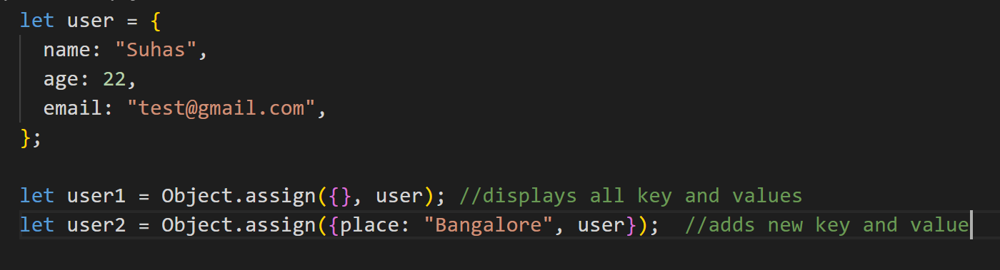 let user = {
  name: "Suhas",
  age: 22,
  email: "test@gmail.com",
};
let user1 = Object.assign({}, user); //displays all key and values
let user2 = Object.assign({place: "Bangalore", user});  //adds new key and value